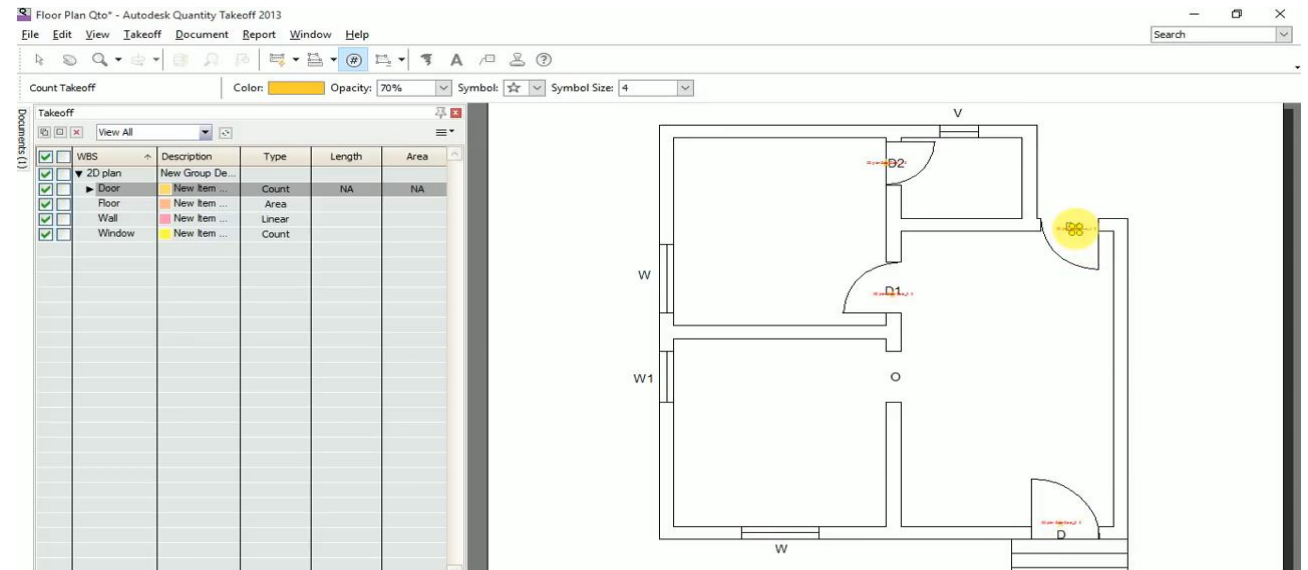 Floor Plan Qto* - Autodesk Quantity Takeoff 2013
File Edit View Takeoff Document Report Window Help
Search
Count Takeoff Color: Opacity: 70% Symbol: Symbol Size: 4
Documents (1)
Takeoff
View All
WBS Description Type Length Area
2D plan New Group De...
Door New Item ... Count NA NA
Floor New Item ... Area
Wall New Item ... Linear
Window New Item ... Count
V
D2
W
D1
W1
O
D
W